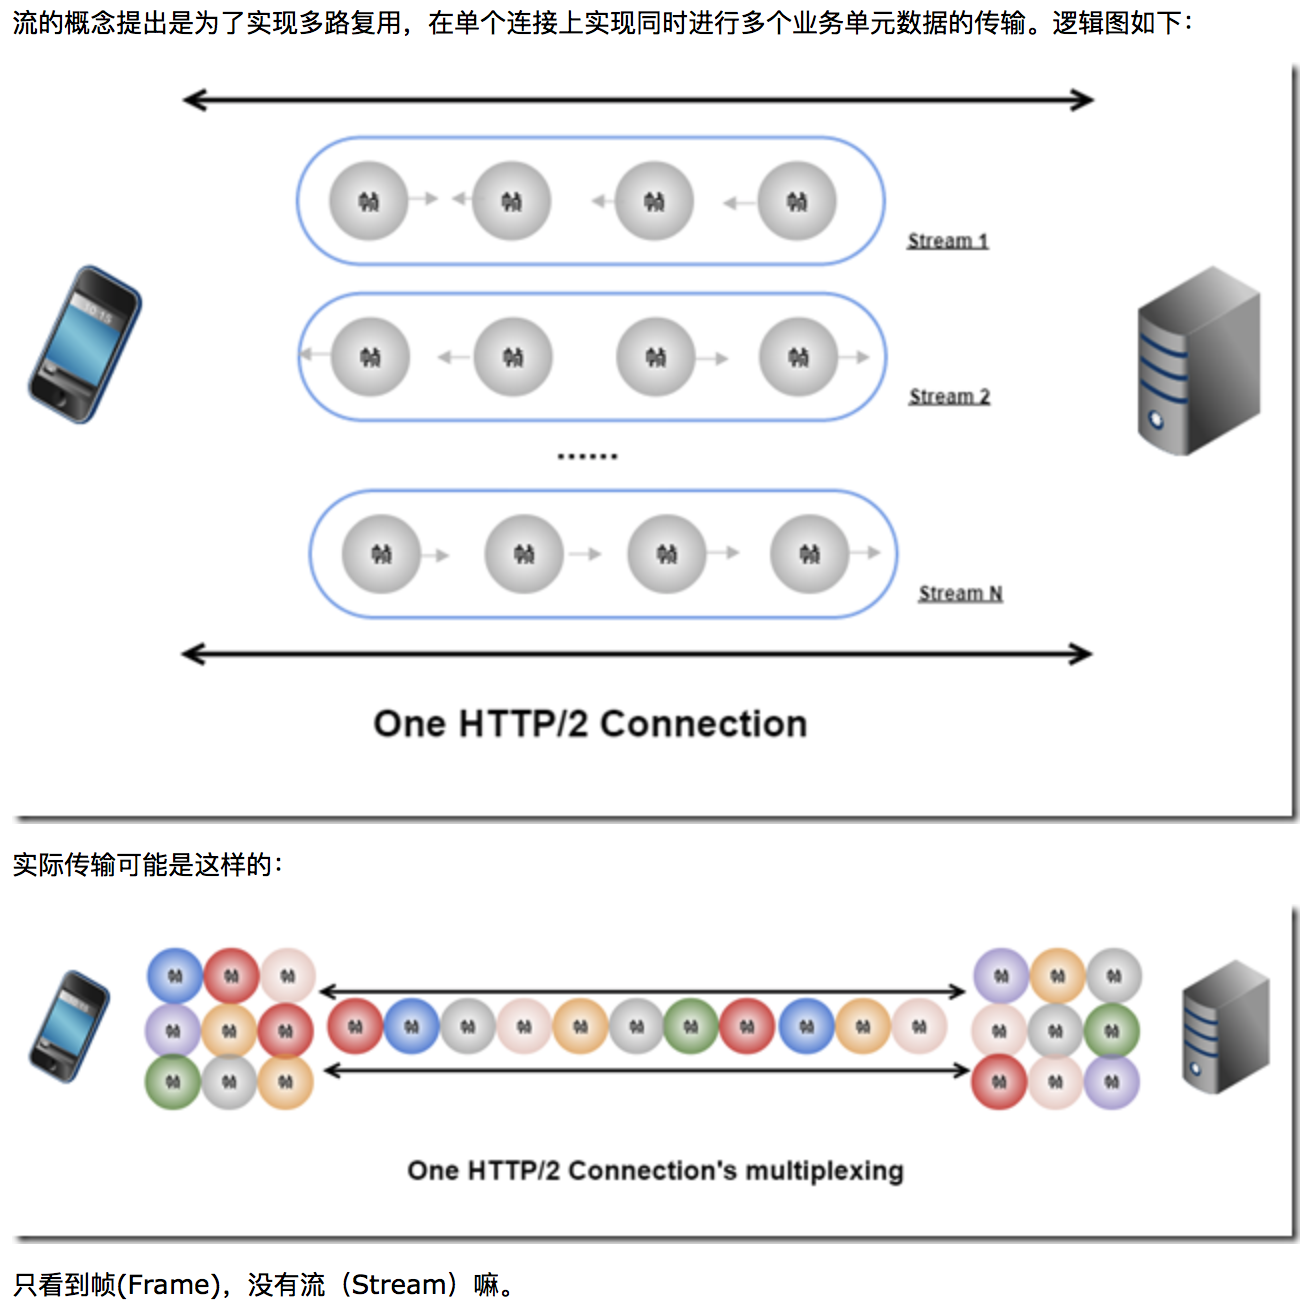 流的概念提出是为了实现多路复用，在单个连接上实现同时进行多个业务单元数据的传输。逻辑图如下：
帧 帧 帧 帧
Stream 1
10:15
帧 帧 帧 帧
Stream 2
......
帧 帧 帧 帧
Stream N
One HTTP/2 Connection
实际传输可能是这样的：
帧 帧 帧 帧 帧 帧
帧 帧 帧 帧 帧 帧 帧 帧 帧 帧 帧 帧 帧 帧 帧 帧 帧
帧 帧 帧 帧 帧 帧
One HTTP/2 Connection's multiplexing
只看到帧(Frame)，没有流（Stream）嘛。